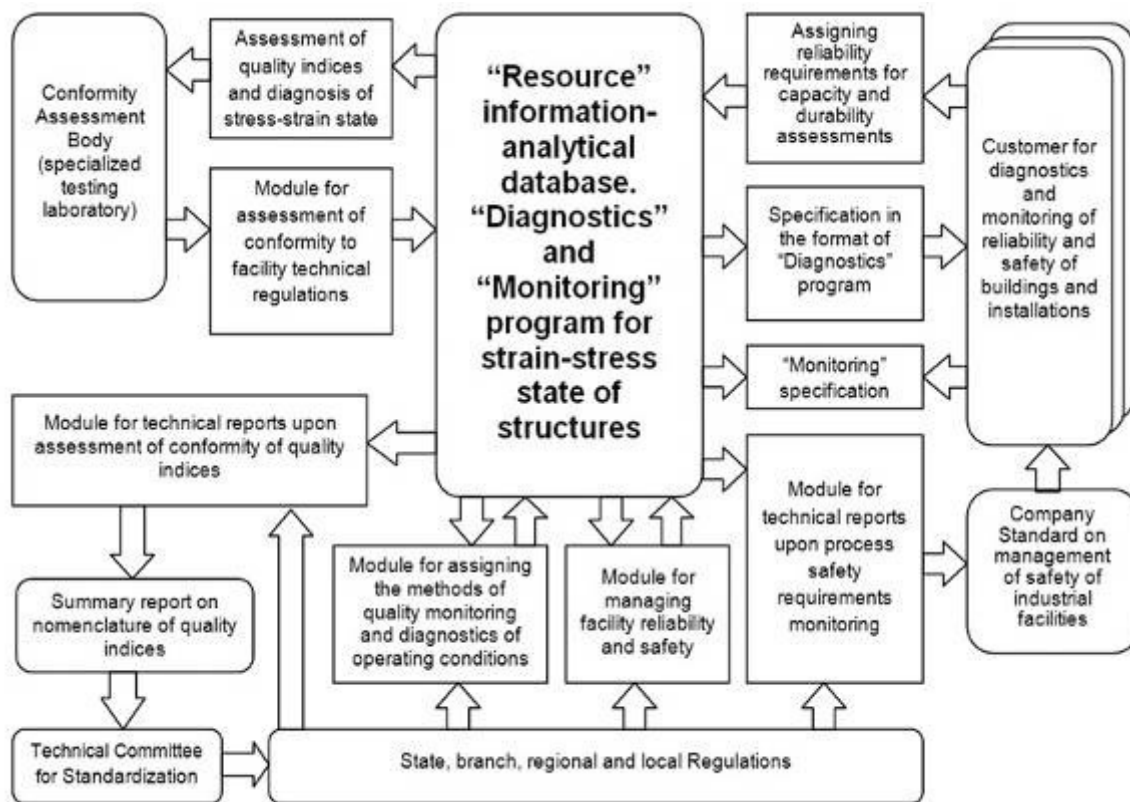 Conformity
Assessment
Body
(specialized
testing
laboratory)
Assessment of
quality indices
and diagnosis of
stress-strain state
Module for
assessment of
conformity to
facility technical
regulations
“Resource”
information-
analytical
database.
“Diagnostics”
and
“Monitoring”
program for
strain-stress
state of
structures
Assigning
reliability
requirements for
capacity and
durability
assessments
Specification in
the format of
“Diagnostics”
program
“Monitoring”
specification
Customer for
diagnostics
and
monitoring of
reliability and
safety of
buildings and
installations
Module for technical reports upon
assessment of conformity of quality
indices
Summary report on
nomenclature of quality
indices
Technical Committee
for Standardization
Module for assigning
the methods of
quality monitoring
and diagnostics of
operating conditions
Module for
managing
facility reliability
and safety
Module for
technical reports
upon process
safety
requirements
monitoring
Company
Standard on
management
of safety of
industrial
facilities
State, branch, regional and local Regulations